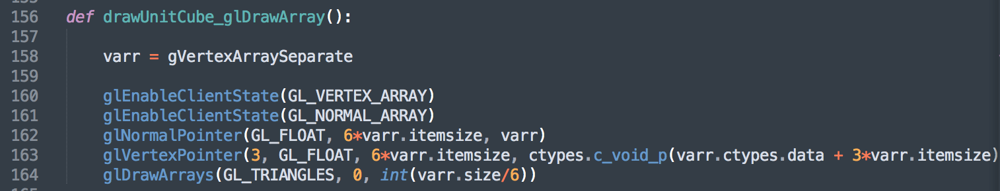 156 def drawUnitCube_glDrawArray():
157
158 varr = gVertexArraySeparate
159
160 glEnableClientState(GL_VERTEX_ARRAY)
161 glEnableClientState(GL_NORMAL_ARRAY)
162 glNormalPointer(GL_FLOAT, 6*varr.itemsize, varr)
163 glVertexPointer(3, GL_FLOAT, 6*varr.itemsize, ctypes.c_void_p(varr.ctypes.data + 3*varr.itemsize)
164 glDrawArrays(GL_TRIANGLES, 0, int(varr.size/6))